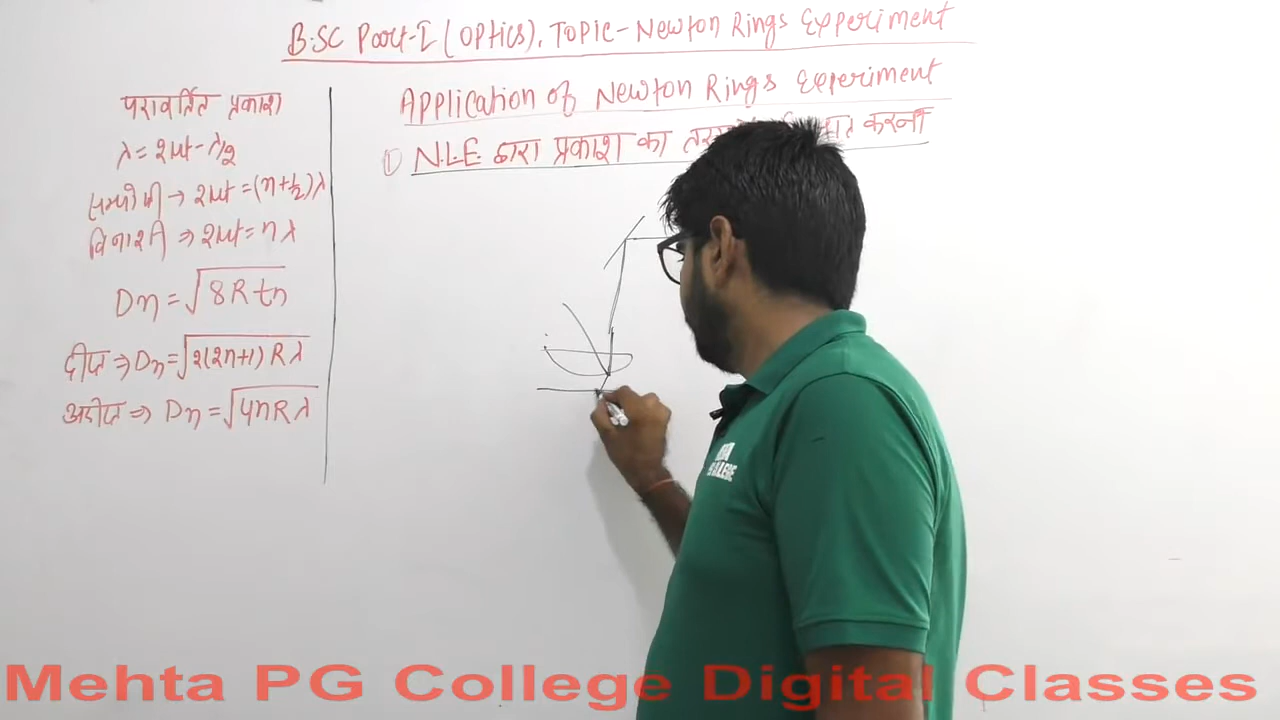 B.SC Part-I (Optics). Topic - Newton Rings Experiment
Application of Newton Rings Experiment
① N.L.E. द्वारा प्रकाश का करना
परावर्तित प्रकाश
λ = 2μt - λ/2
→ 2μt = (n+1/2)λ
विनाशी ⇒ 2μt = nλ
Dn = √8Rtn
दीप्त ⇒ Dn = √2(2n+1)Rλ
अदीप्त ⇒ Dn = √4nRλ
Mehta PG College Digital Classes